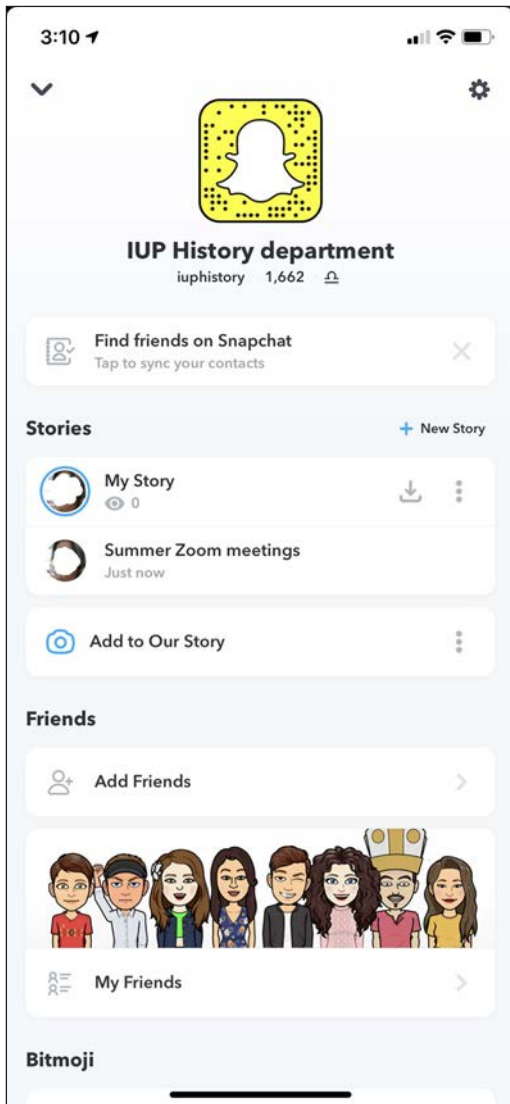 3:10
IUP History department
iuphistory 1,662 ♎
Find friends on Snapchat
Tap to sync your contacts
Stories
+ New Story
My Story
0
Summer Zoom meetings
Just now
Add to Our Story
Friends
Add Friends
My Friends
Bitmoji